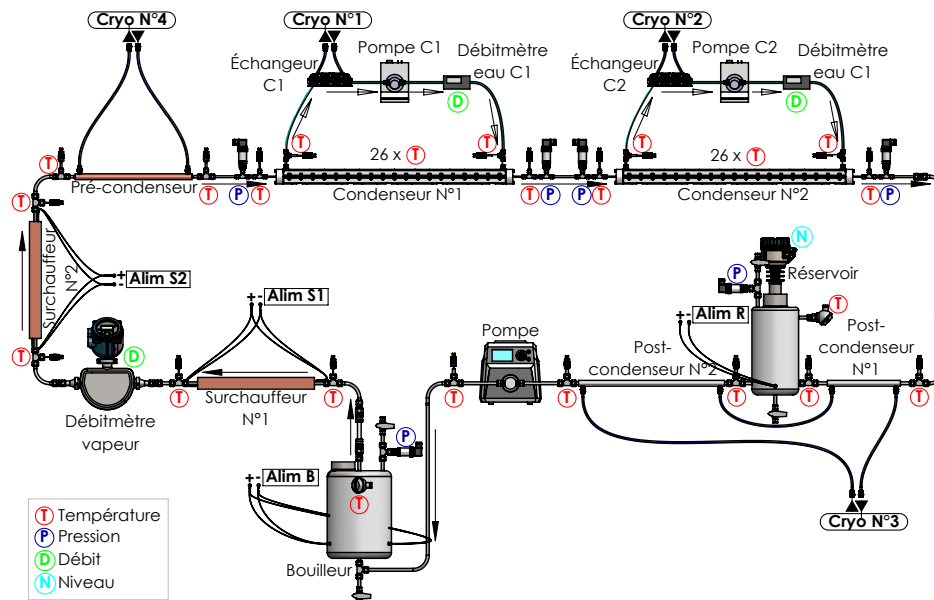 Cryo N°4
Cryo N°1
Cryo N°2
Échangeur
C1
Pompe C1
Débitmètre
eau C1
D
T
T
26 x T
Échangeur
C2
Pompe C2
Débitmètre
eau C1
D
T
T
26 x T
T
Pré-condenseur
T
P
T
Condenseur N°1
T
P
P
T
Condenseur N°2
T
P
T
Surchauffeur
N°2
+
-
Alim S2
T
D
Débitmètre
vapeur
T
+-
Alim S1
Surchauffeur
N°1
T
Pompe
T
T
N
P
Réservoir
Alim R
+-
T
Post-
condenseur N°2
T
T
Post-
condenseur
N°1
T
P
+-
Alim B
T
Bouilleur
Cryo N°3
T Température
P Pression
D Débit
N Niveau